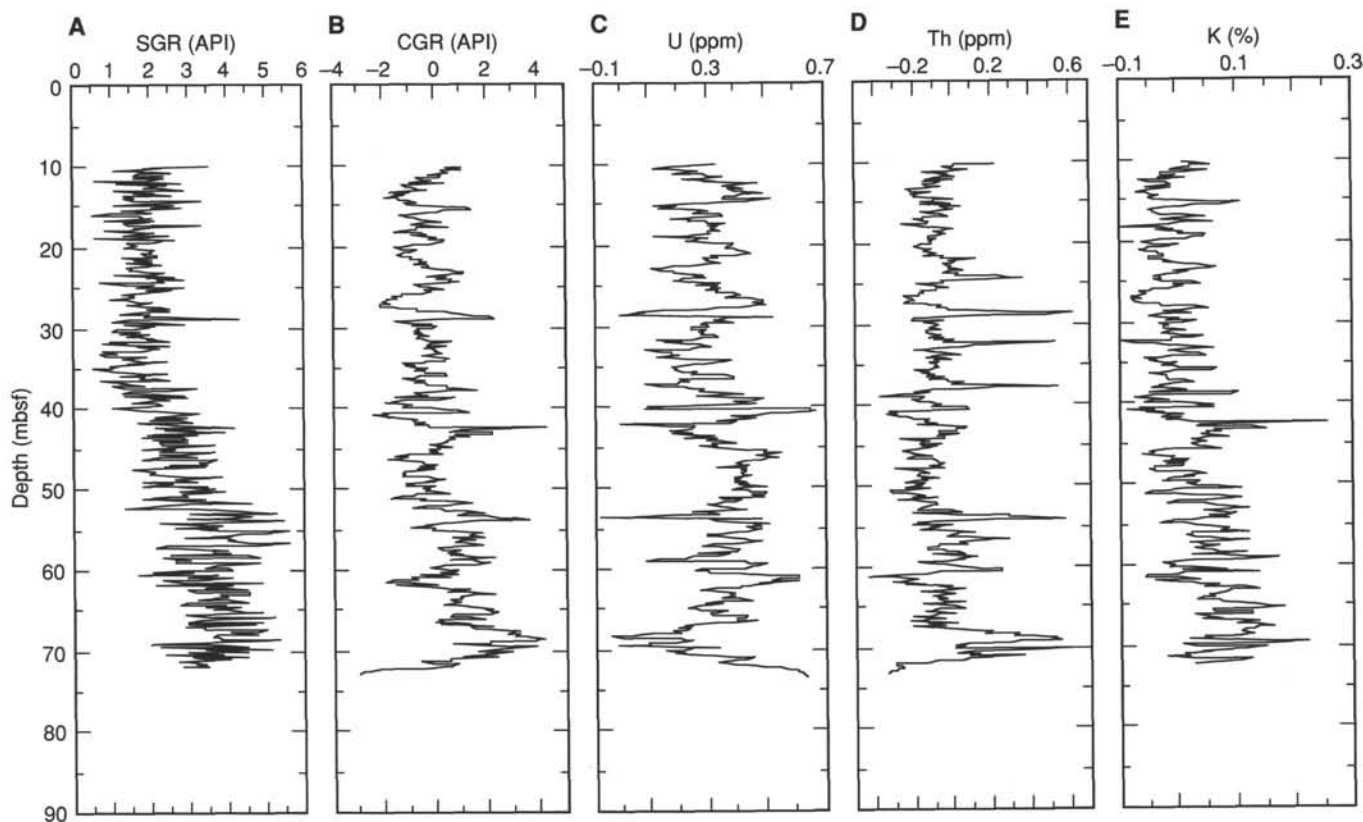 A B C D E
SGR (API) CGR (API) U (ppm) Th (ppm) K (%)
0 1 2 3 4 5 6 −4 −2 0 2 4 −0.1 0.3 0.7 −0.2 0.2 0.6 −0.1 0.1 0.3
0
10
20
30
40
50
60
70
80
90
Depth (mbsf)